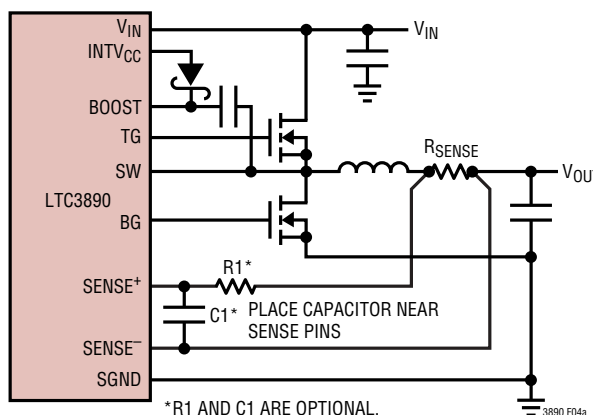 VIN
VIN
INTVCC
BOOST
TG
SW
RSENSE
VOU
LTC3890
BG
R1*
SENSE+
C1*
PLACE CAPACITOR NEAR
SENSE PINS
SENSE–
SGND
*R1 AND C1 ARE OPTIONAL.
3890 F04a